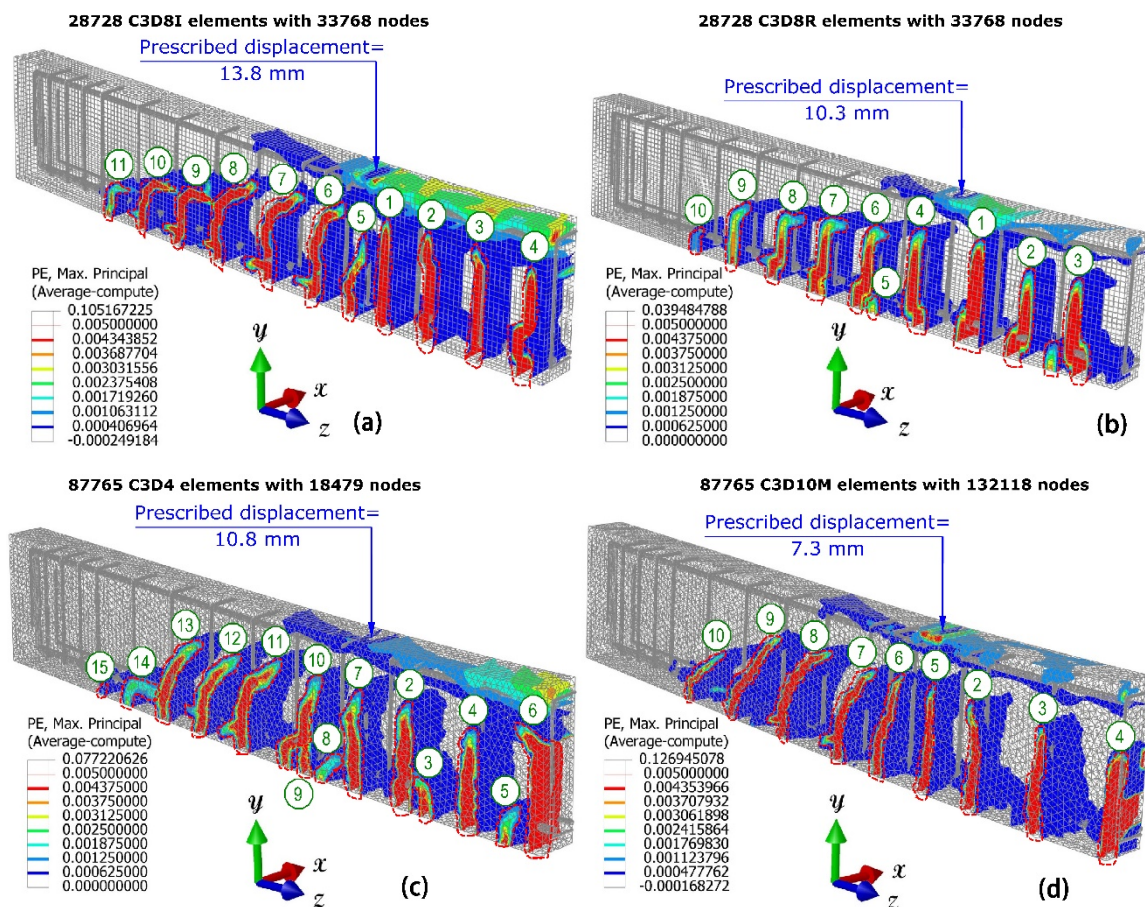 28728 C3D8I elements with 33768 nodes
Prescribed displacement=
13.8 mm
11
10
9
8
7
6
5
1
2
3
4
PE, Max. Principal
(Average-compute)
0.105167225
0.005000000
0.004343852
0.003687704
0.003031556
0.002375408
0.001719260
0.001063112
0.000406964
-0.000249184
y
x
z
(a)
28728 C3D8R elements with 33768 nodes
Prescribed displacement=
10.3 mm
10
9
8
7
6
5
4
1
2
3
PE, Max. Principal
(Average-compute)
0.039484788
0.005000000
0.004375000
0.003750000
0.003125000
0.002500000
0.001875000
0.001250000
0.000625000
0.000000000
y
x
z
(b)
87765 C3D4 elements with 18479 nodes
Prescribed displacement=
10.8 mm
15
14
13
12
11
10
9
8
7
2
3
4
5
6
PE, Max. Principal
(Average-compute)
0.077220626
0.005000000
0.004375000
0.003750000
0.003125000
0.002500000
0.001875000
0.001250000
0.000625000
0.000000000
y
x
z
(c)
87765 C3D10M elements with 132118 nodes
Prescribed displacement=
7.3 mm
10
9
8
7
6
5
2
3
4
PE, Max. Principal
(Average-compute)
0.126945078
0.005000000
0.004353966
0.003707932
0.003061898
0.002415864
0.001769830
0.001123796
0.000477762
-0.000168272
y
x
z
(d)